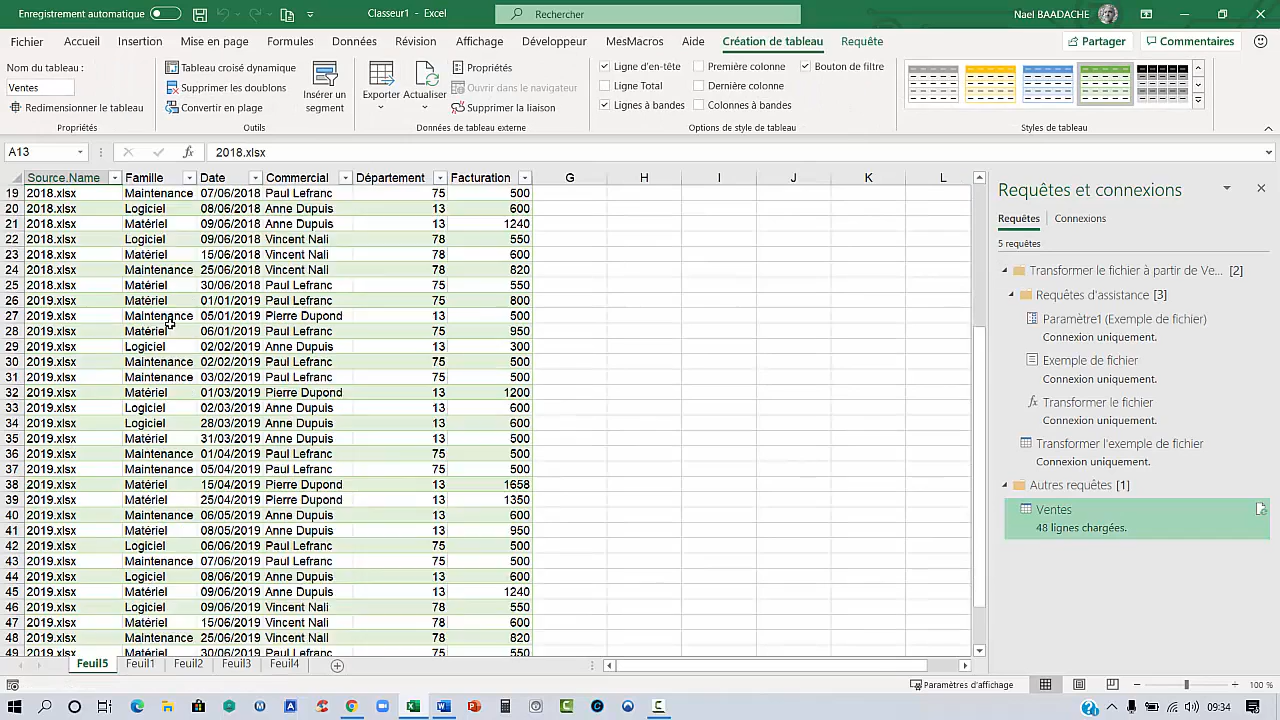 Enregistrement automatique Classeur1 - Excel Rechercher Nael BAADACHE
Fichier Accueil Insertion Mise en page Formules Données Révision Affichage Développeur MesMacros Aide Création de tableau Requête Partager Commentaires
Nom du tableau: Tableau croisé dynamique Propriétés Ligne d'en-tête Première colonne Bouton de filtre
Ventes Supprimer les doublons Ouvrir dans le navigateur Ligne Total Dernière colonne
Redimensionner le tableau Convertir en plage Insérer un segment Exporter Actualiser Supprimer la liaison Lignes à bandes Colonnes à bandes
Propriétés Outils Données de tableau externe Options de style de tableau Styles de tableau
A13 fx 2018.xlsx
Source.Name Famille Date Commercial Département Facturation G H I J K L
19 2018.xlsx Maintenance 07/06/2018 Paul Lefranc 75 500
20 2018.xlsx Logiciel 08/06/2018 Anne Dupuis 13 600
21 2018.xlsx Matériel 09/06/2018 Anne Dupuis 13 1240
22 2018.xlsx Logiciel 09/06/2018 Vincent Nali 78 550
23 2018.xlsx Matériel 15/06/2018 Vincent Nali 78 600
24 2018.xlsx Maintenance 25/06/2018 Vincent Nali 78 820
25 2018.xlsx Matériel 30/06/2018 Paul Lefranc 75 550
26 2019.xlsx Matériel 01/01/2019 Paul Lefranc 75 800
27 2019.xlsx Maintenance 05/01/2019 Pierre Dupond 13 500
28 2019.xlsx Matériel 06/01/2019 Paul Lefranc 75 950
29 2019.xlsx Logiciel 02/02/2019 Anne Dupuis 13 300
30 2019.xlsx Maintenance 02/02/2019 Paul Lefranc 75 500
31 2019.xlsx Maintenance 03/02/2019 Paul Lefranc 75 500
32 2019.xlsx Matériel 01/03/2019 Pierre Dupond 13 1200
33 2019.xlsx Logiciel 02/03/2019 Anne Dupuis 13 600
34 2019.xlsx Logiciel 28/03/2019 Anne Dupuis 13 600
35 2019.xlsx Matériel 31/03/2019 Anne Dupuis 13 500
36 2019.xlsx Maintenance 01/04/2019 Paul Lefranc 75 500
37 2019.xlsx Maintenance 05/04/2019 Paul Lefranc 75 500
38 2019.xlsx Matériel 15/04/2019 Pierre Dupond 13 1658
39 2019.xlsx Matériel 25/04/2019 Pierre Dupond 13 1350
40 2019.xlsx Maintenance 06/05/2019 Anne Dupuis 13 600
41 2019.xlsx Matériel 08/05/2019 Anne Dupuis 13 950
42 2019.xlsx Logiciel 06/06/2019 Paul Lefranc 75 500
43 2019.xlsx Maintenance 07/06/2019 Paul Lefranc 75 500
44 2019.xlsx Logiciel 08/06/2019 Anne Dupuis 13 600
45 2019.xlsx Matériel 09/06/2019 Anne Dupuis 13 1240
46 2019.xlsx Logiciel 09/06/2019 Vincent Nali 78 550
47 2019.xlsx Matériel 15/06/2019 Vincent Nali 78 600
48 2019.xlsx Maintenance 25/06/2019 Vincent Nali 78 820
49 2019.xlsx Matériel 30/06/2019 Paul Lefranc 75 550
Requêtes et connexions
Requêtes Connexions
5 requêtes
Transformer le fichier à partir de Ve... [2]
Requêtes d'assistance [3]
Paramètre1 (Exemple de fichier)
Connexion uniquement.
Exemple de fichier
Connexion uniquement.
fx Transformer le fichier
Connexion uniquement.
Transformer l'exemple de fichier
Connexion uniquement.
Autres requêtes [1]
Ventes
48 lignes chargées.
Feuil5 Feuil1 Feuil2 Feuil3 Feuil4
Paramètres d'affichage 100 %
09:34